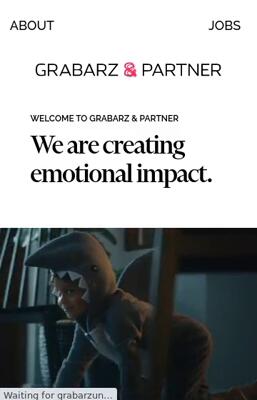 ABOUT
JOBS
GRABARZ & PARTNER
WELCOME TO GRABARZ & PARTNER
We are creating
emotional impact.
Waiting for grabarzun...